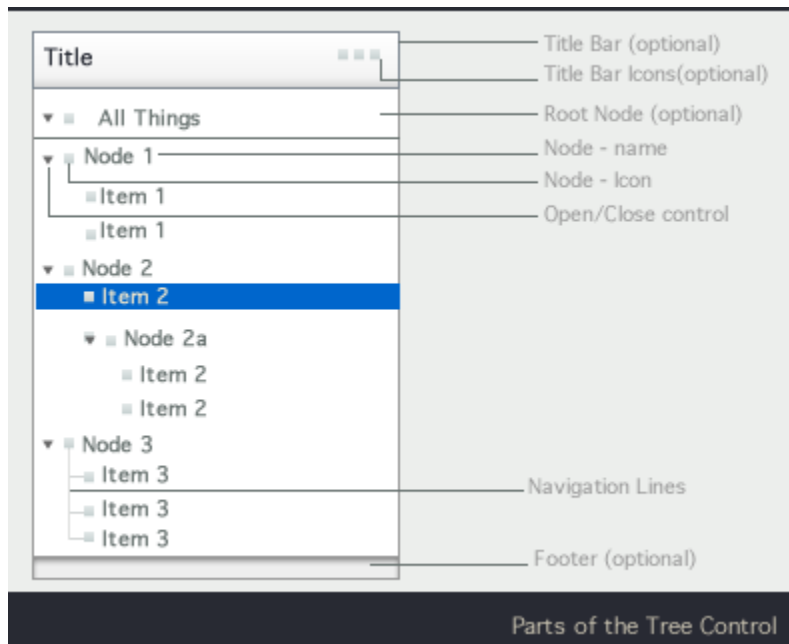 Title
Title Bar (optional)
Title Bar Icons(optional)
All Things
Root Node (optional)
Node 1
Node - name
Node - Icon
Item 1
Open/Close control
Item 1
Node 2
Item 2
Node 2a
Item 2
Item 2
Node 3
Item 3
Navigation Lines
Item 3
Item 3
Footer (optional)
Parts of the Tree Control